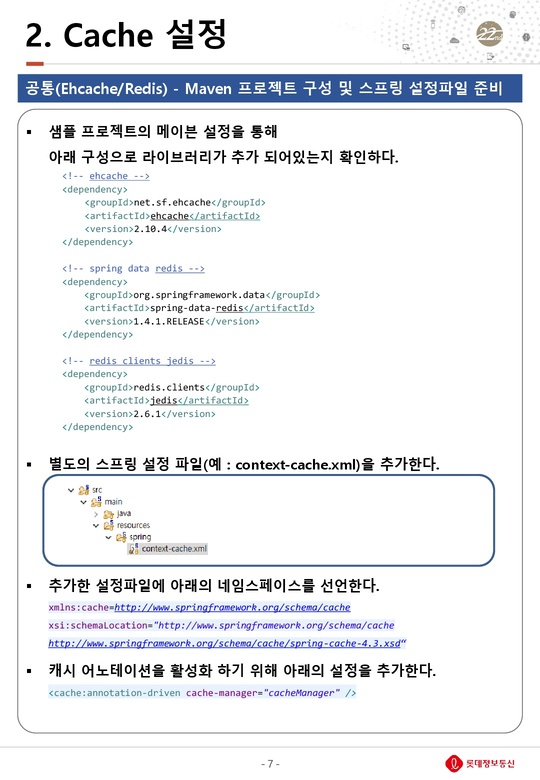 2. Cache 설정
22nd
공통(Ehcache/Redis) - Maven 프로젝트 구성 및 스프링 설정파일 준비
▪ 샘플 프로젝트의 메이븐 설정을 통해
아래 구성으로 라이브러리가 추가 되어있는지 확인하다.
<!-- ehcache -->
<dependency>
<groupId>net.sf.ehcache</groupId>
<artifactId>ehcache</artifactId>
<version>2.10.4</version>
</dependency>
<!-- spring data redis -->
<dependency>
<groupId>org.springframework.data</groupId>
<artifactId>spring-data-redis</artifactId>
<version>1.4.1.RELEASE</version>
</dependency>
<!-- redis clients jedis -->
<dependency>
<groupId>redis.clients</groupId>
<artifactId>jedis</artifactId>
<version>2.6.1</version>
</dependency>
▪ 별도의 스프링 설정 파일(예 : context-cache.xml)을 추가한다.
src
main
java
resources
spring
context-cache.xml
▪ 추가한 설정파일에 아래의 네임스페이스를 선언한다.
xmlns:cache=http://www.springframework.org/schema/cache
xsi:schemaLocation="http://www.springframework.org/schema/cache
http://www.springframework.org/schema/cache/spring-cache-4.3.xsd“
▪ 캐시 어노테이션을 활성화 하기 위해 아래의 설정을 추가한다.
<cache:annotation-driven cache-manager="cacheManager" />
- 7 -
롯데정보통신